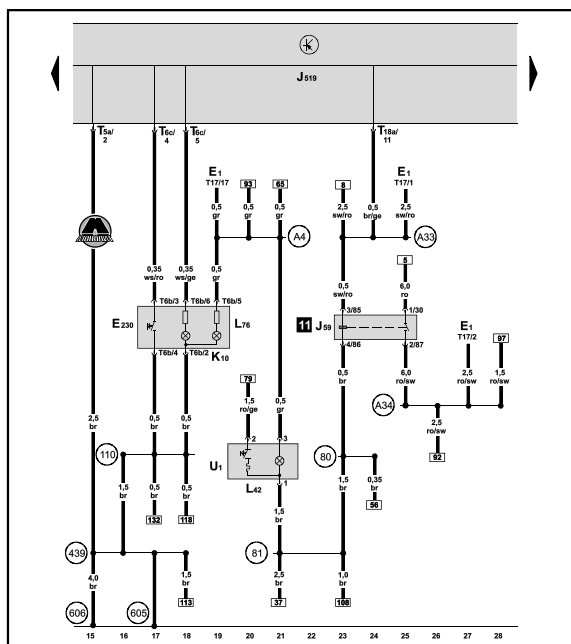 J519
T5a/ 2
T6c/ 4
T6c/ 5
T18a/ 11
E1 T17/17
93
65
8
E1 T17/1
0,5 gr
0,5 gr
0,5 gr
2,5 sw/ro
0,5 br/ge
2,5 sw/ro
A4
A33
5
0,35 ws/ro
0,35 ws/ge
0,5 gr
0,5 sw/ro
6,0 ro
T6b/3
T6b/6
T6b/5
3/85
1/30
E230
L76
11
J59
K10
T6b/4
T6b/2
4/86
2/87
E1 T17/2
97
79
2,5 br
0,5 br
0,5 br
1,5 ro/ge
0,5 gr
0,5 br
6,0 ro/sw
2,5 ro/sw
1,5 ro/sw
A34
2,5 ro/sw
92
110
2
3
U1
L42
1
80
1,5 br
0,5 br
0,5 br
132
118
1,5 br
1,5 br
0,35 br
56
439
81
4,0 br
1,5 br
2,5 br
1,0 br
113
37
108
606
605
15 16 17 18 19 20 21 22 23 24 25 26 27 28